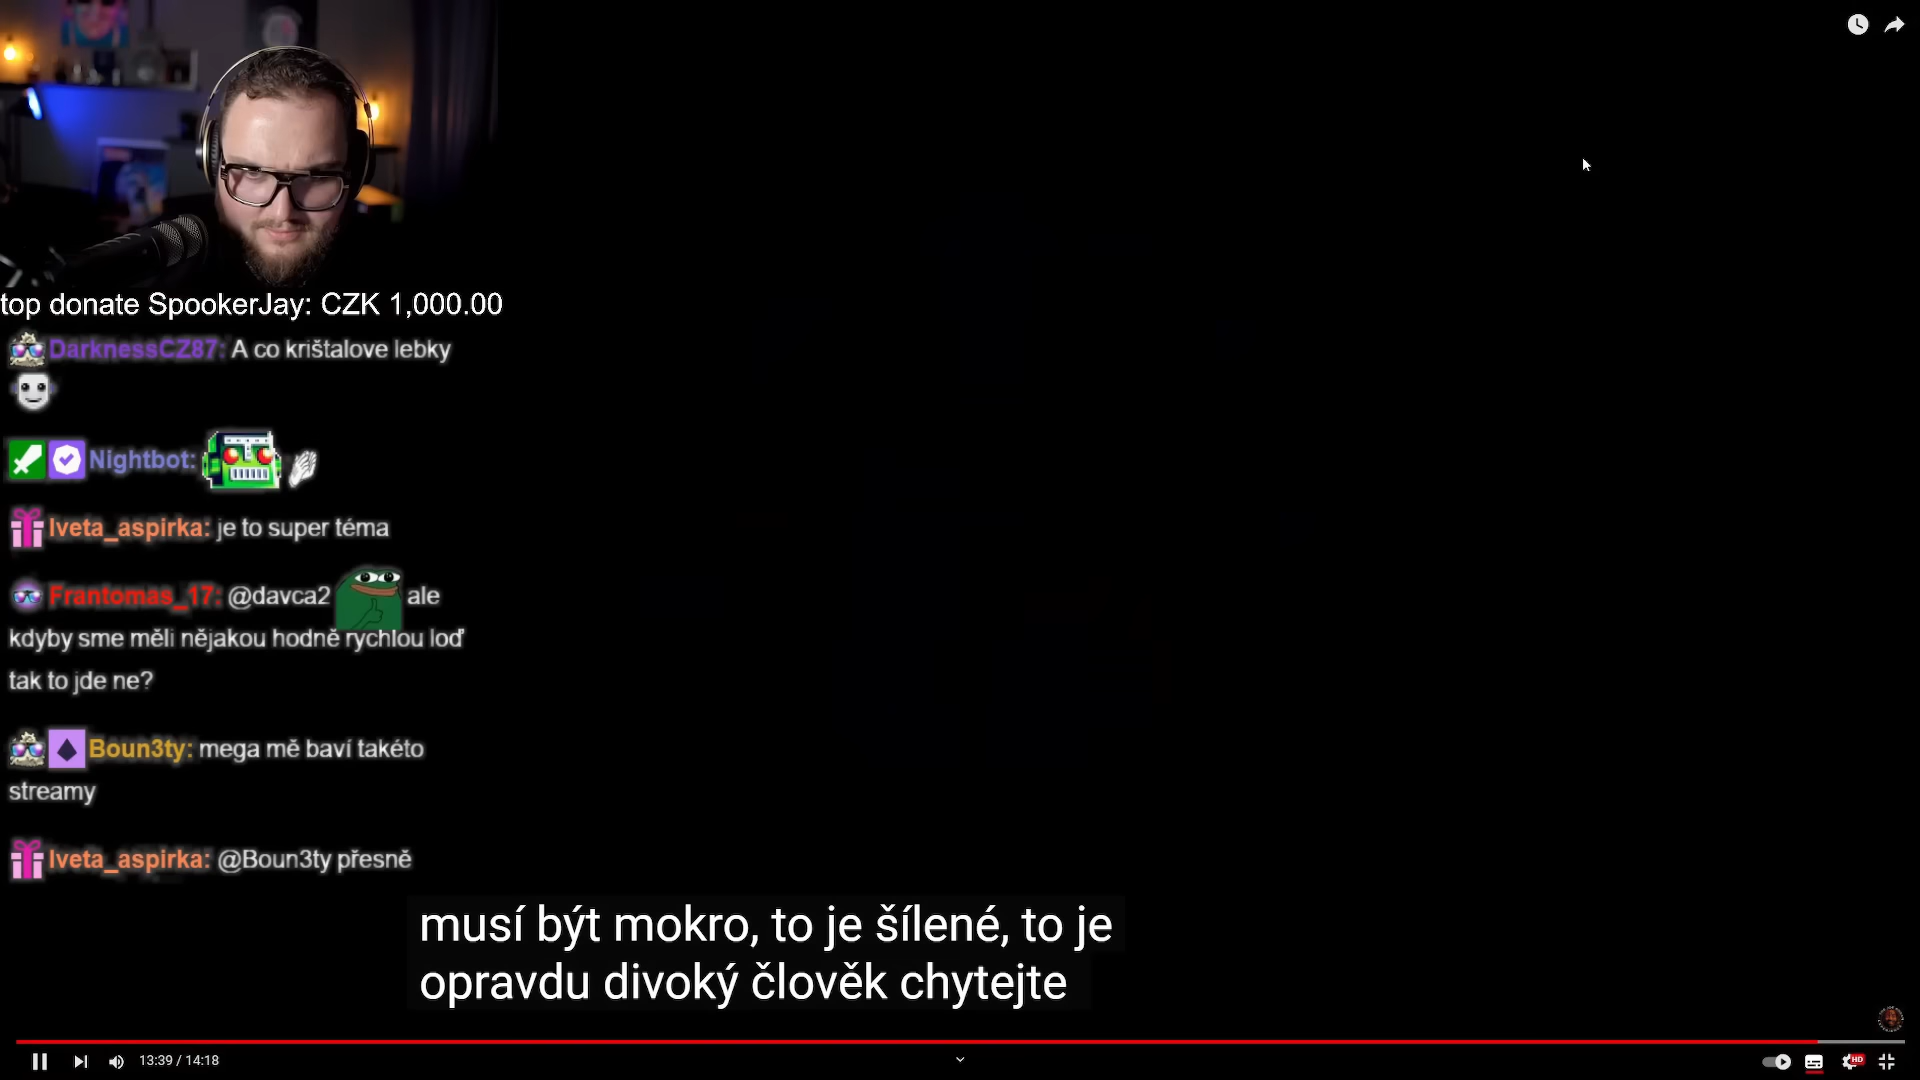 top donate SpookerJay: CZK 1,000.00
DarknessCZ87: A co krištalove lebky
Nightbot:
Iveta_aspirka: je to super téma
Frantomas_17: @davca2 ale
kdyby sme měli nějakou hodně rychlou loď
tak to jde ne?
Boun3ty: mega mě baví takéto
streamy
Iveta_aspirka: @Boun3ty přesně
musí být mokro, to je šílené, to je
opravdu divoký člověk chytejte
13:39 / 14:18
HD